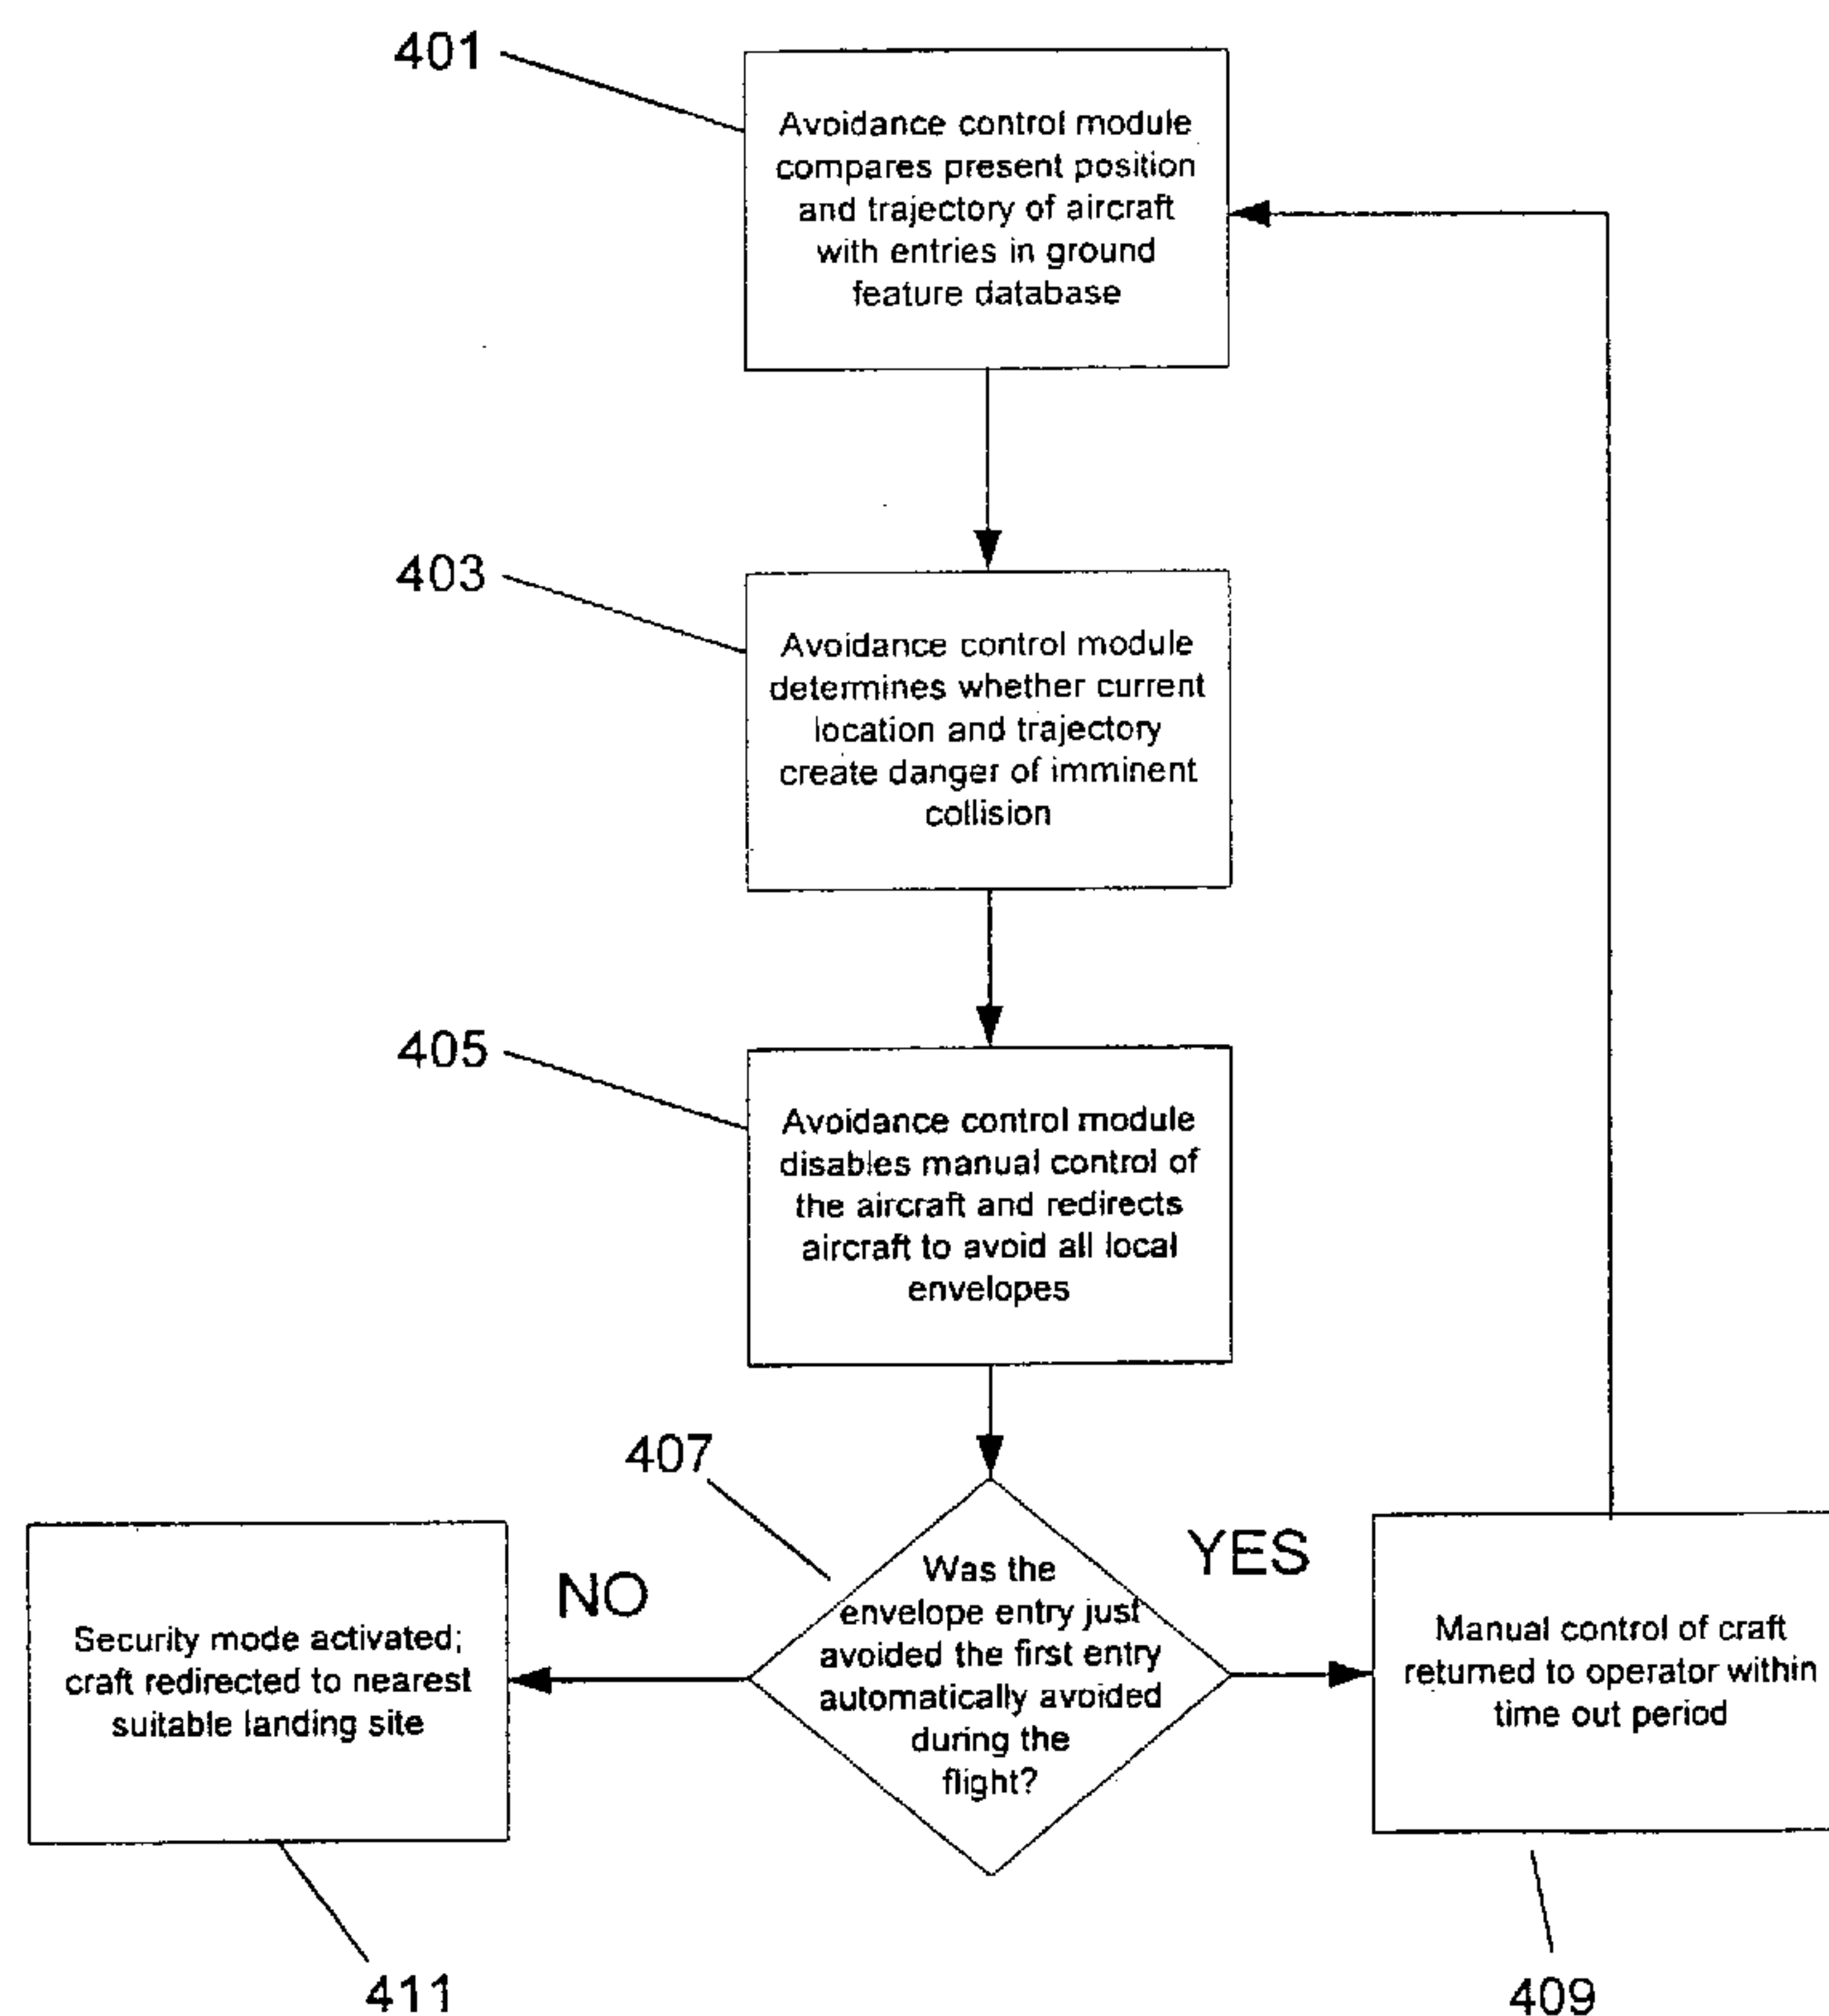 401
Avoidance control module
compares present position
and trajectory of aircraft
with entries in ground
feature database
403
Avoidance control module
determines whether current
location and trajectory
create danger of imminent
collision
405
Avoidance control module
disables manual control of
the aircraft and redirects
aircraft to avoid all local
envelopes
407
Was the
envelope entry just
avoided the first entry
automatically avoided
during the
flight?
NO
YES
Security mode activated;
craft redirected to nearest
suitable landing site
Manual control of craft
returned to operator within
time out period
411
409